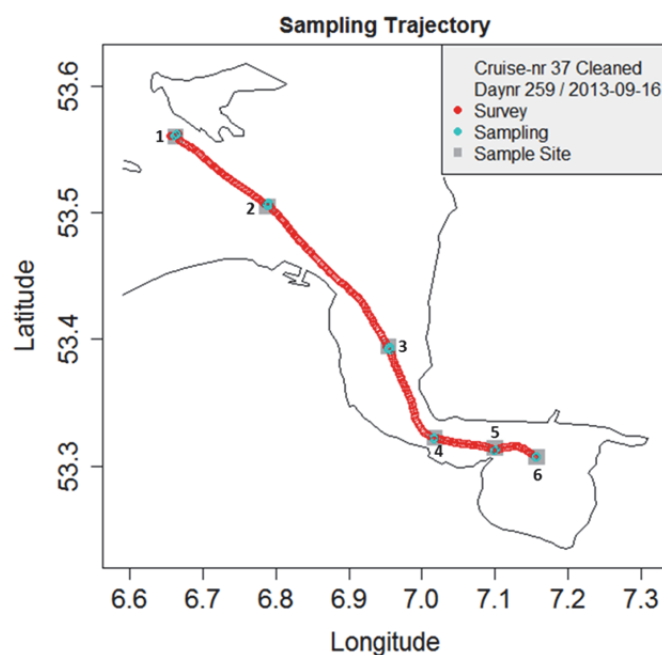 Sampling Trajectory
Cruise-nr 37 Cleaned
Daynr 259 / 2013-09-16
Survey
Sampling
Sample Site
Latitude
53.6
53.5
53.4
53.3
1
2
3
4
5
6
6.6 6.7 6.8 6.9 7.0 7.1 7.2 7.3
Longitude